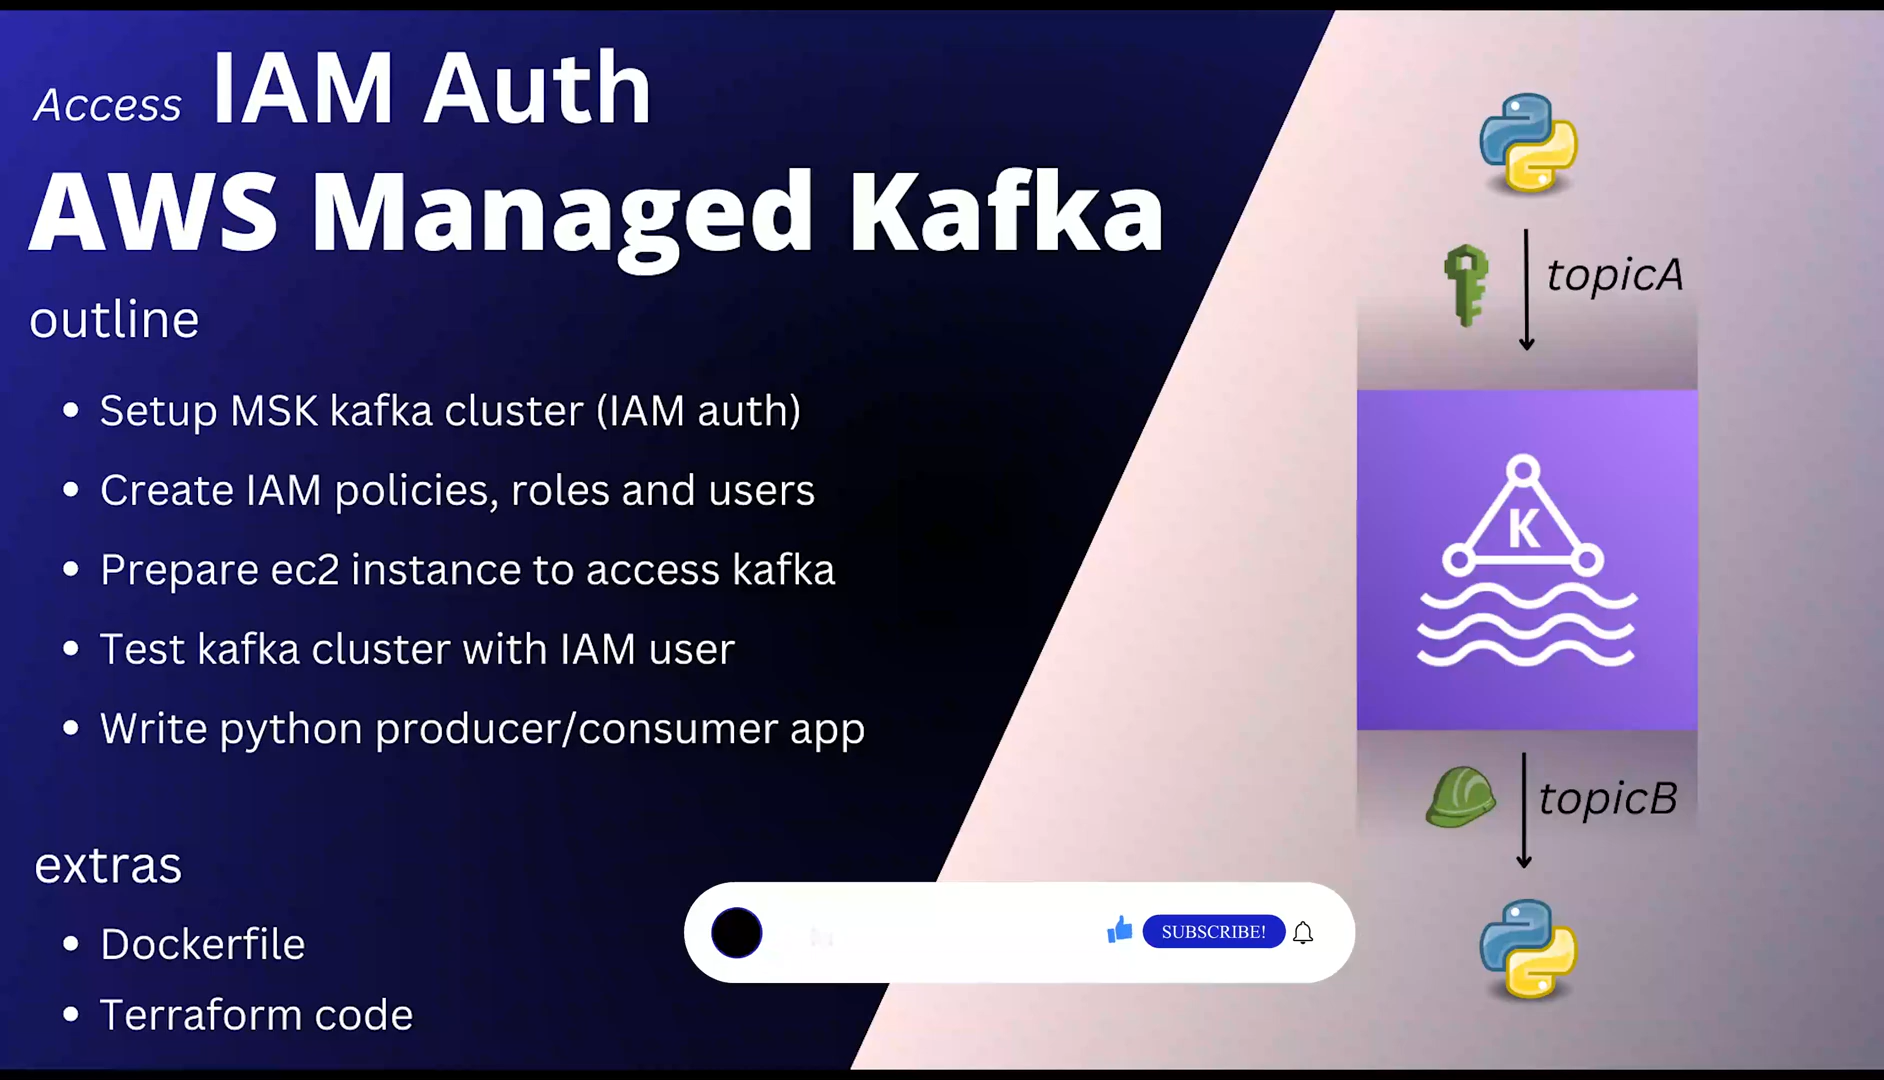 Access IAM Auth
AWS Managed Kafka
outline
• Setup MSK kafka cluster (IAM auth)
• Create IAM policies, roles and users
• Prepare ec2 instance to access kafka
• Test kafka cluster with IAM user
• Write python producer/consumer app
extras
• Dockerfile
• Terraform code
topicA
K
topicB
SUBSCRIBE!